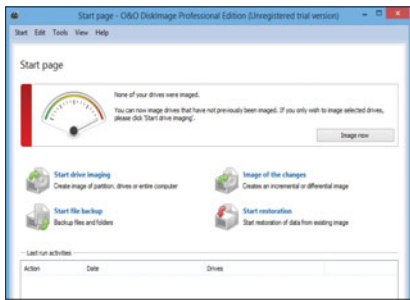 Start page - O&O DiskImage Professional Edition (Unregistered trial version)
Start Edit Tools View Help
Start page
None of your drives were imaged.
You can now image drives that have not previously been imaged. If you only wish to image selected drives,
please click 'Start drive imaging'.
Image now
Start drive imaging
Create image of partition, drives or entire computer
Image of the changes
Creates an incremental or differential image
Start file backup
Backup files and folders
Start restoration
Start restoration of data from existing image
Last run activities
Action Date Drives